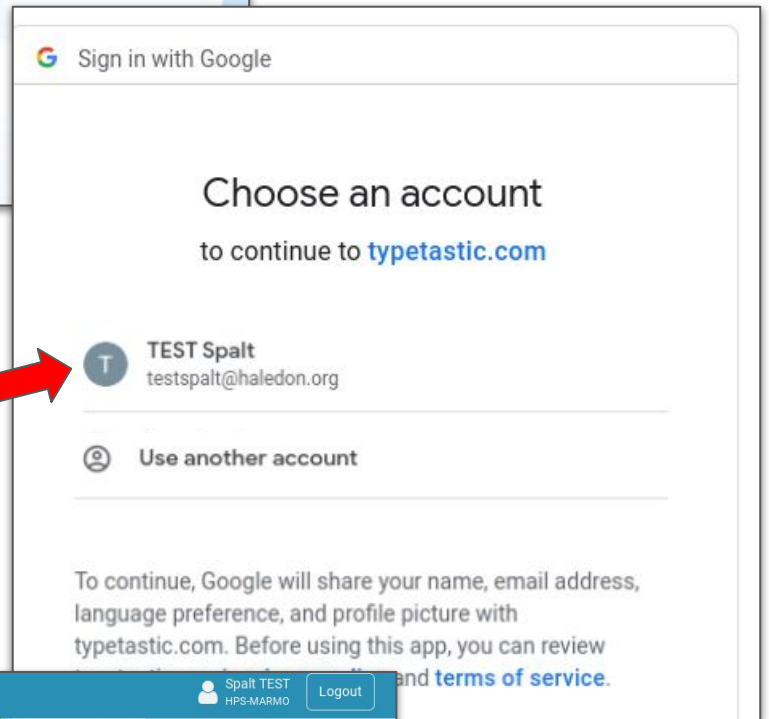 Sign in with Google
Choose an account
to continue to typetastic.com
T
TEST Spalt
testspalt@haledon.org
Use another account
To continue, Google will share your name, email address,
language preference, and profile picture with
typetastic.com. Before using this app, you can review
and terms of service.
Spalt TEST
HPS-MARMO
Logout